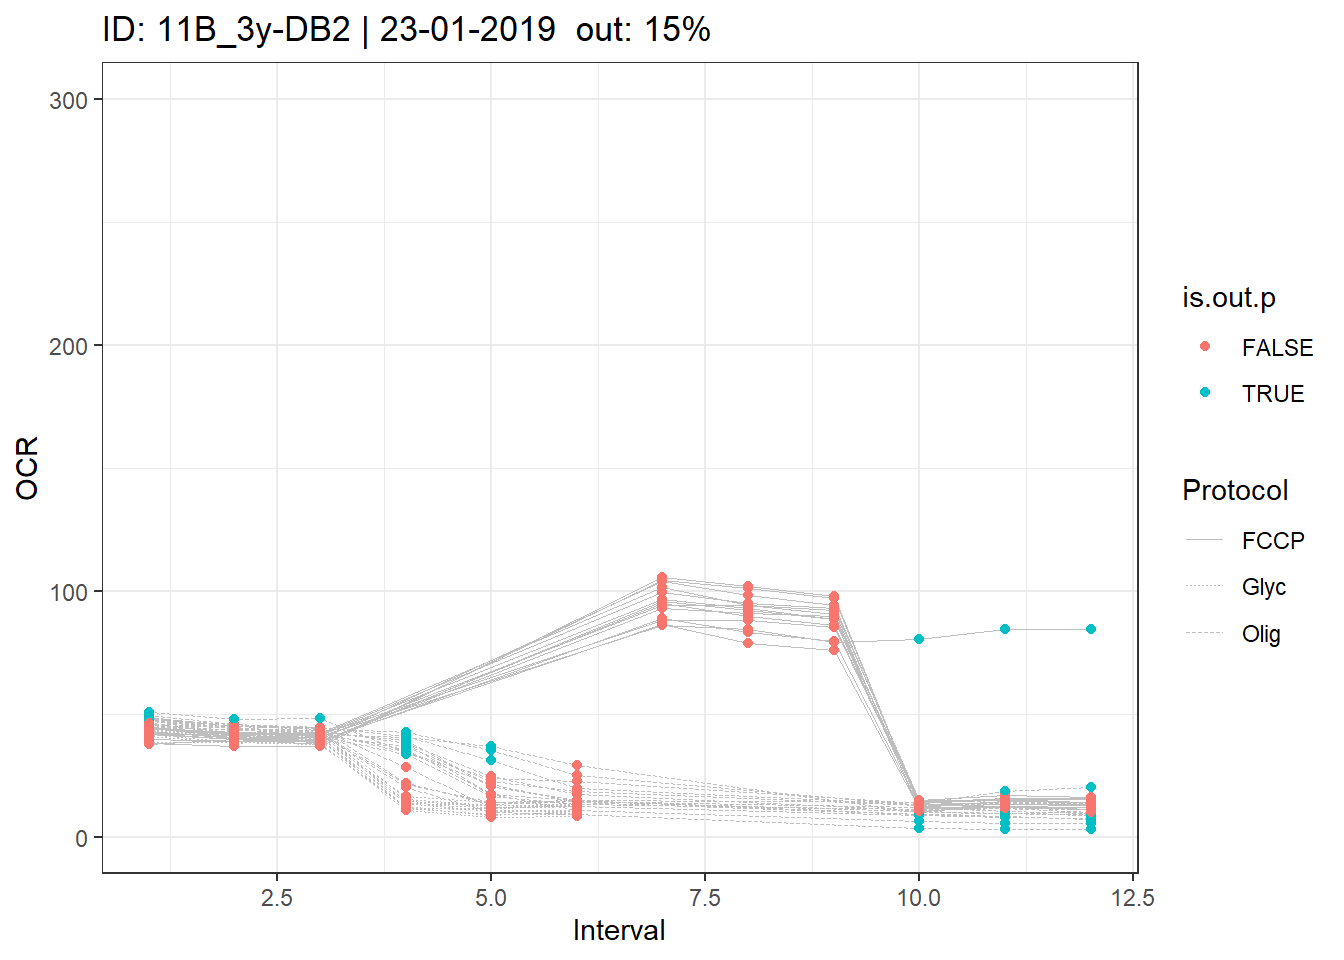 ID: 11B_3y-DB2 | 23-01-2019  out: 15%
300
200
100
0
OCR
2.5
5.0
7.5
10.0
12.5
Interval
is.out.p
FALSE
TRUE
Protocol
FCCP
Glyc
Olig